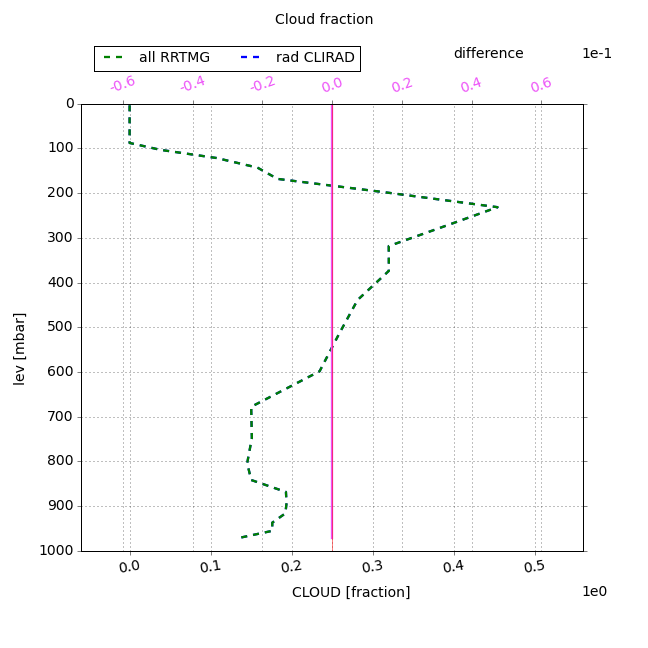 Cloud fraction
all RRTMG rad CLIRAD difference 1e-1
-0.6 -0.4 -0.2 0.0 0.2 0.4 0.6
0
100
200
300
400
500
600
700
800
900
1000
lev [mbar]
0.0 0.1 0.2 0.3 0.4 0.5
CLOUD [fraction] 1e0